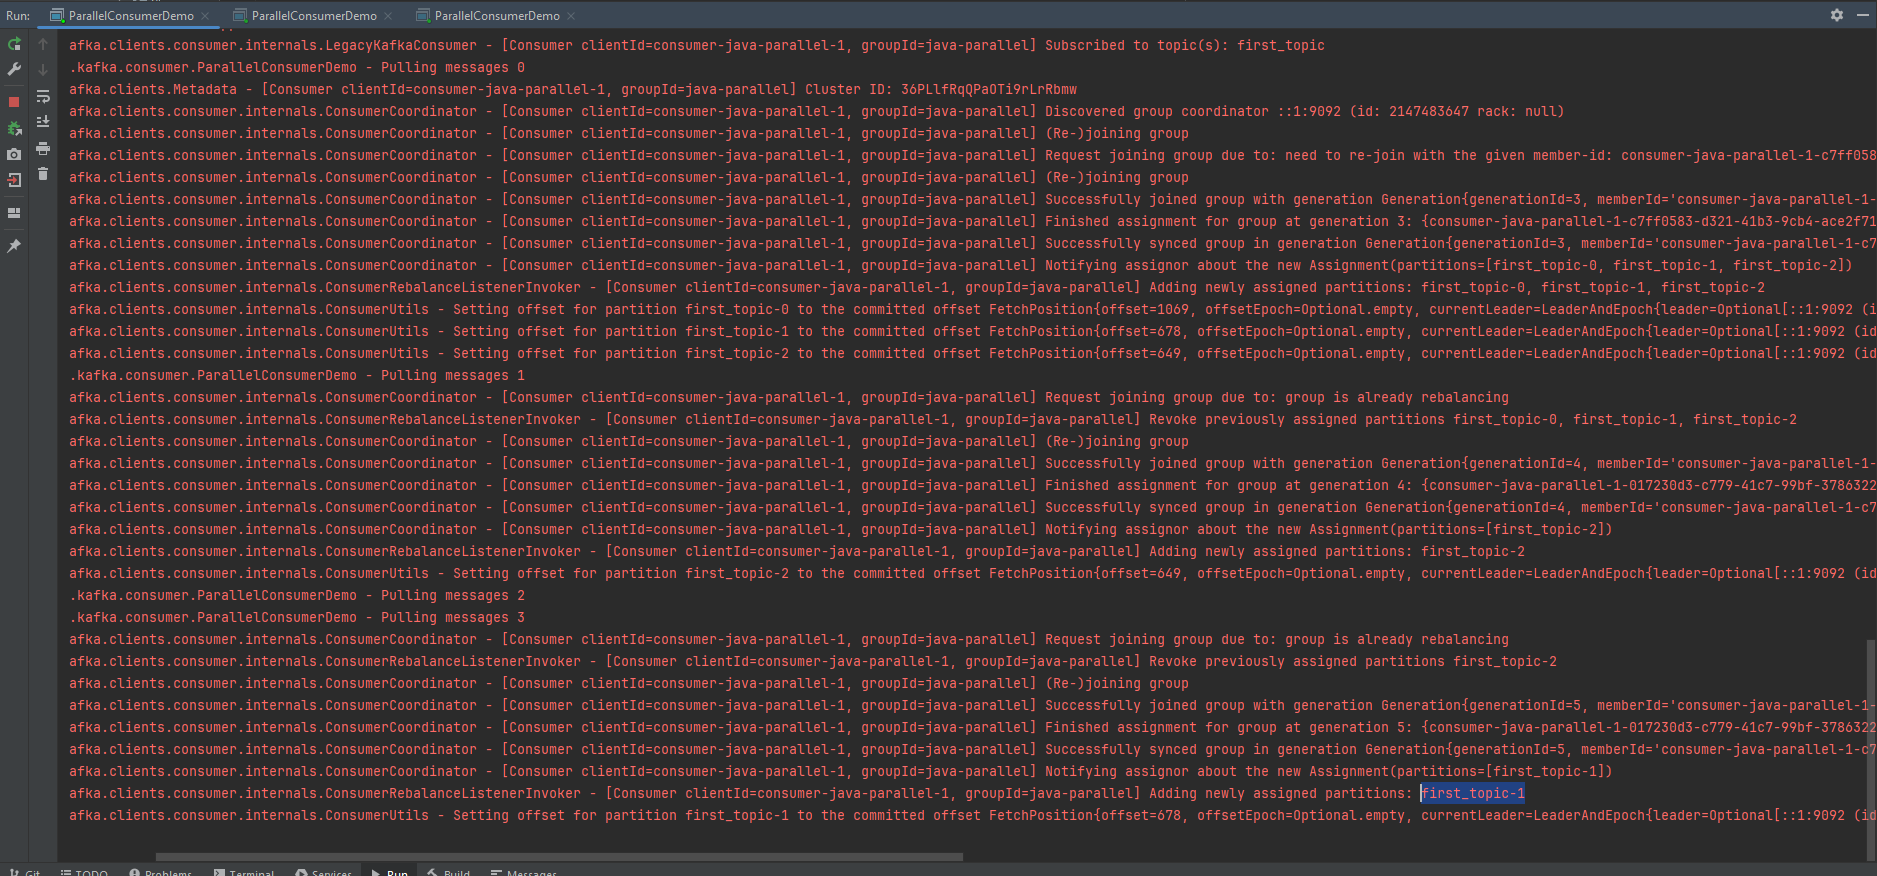 Run: ParallelConsumerDemo × ParallelConsumerDemo × ParallelConsumerDemo ×
afka.clients.consumer.internals.LegacyKafkaConsumer - [Consumer clientId=consumer-java-parallel-1, groupId=java-parallel] Subscribed to topic(s): first_topic
.kafka.consumer.ParallelConsumerDemo - Pulling messages 0
afka.clients.Metadata - [Consumer clientId=consumer-java-parallel-1, groupId=java-parallel] Cluster ID: 36PLlfRqQPaOTi9rLrRbmw
afka.clients.consumer.internals.ConsumerCoordinator - [Consumer clientId=consumer-java-parallel-1, groupId=java-parallel] Discovered group coordinator ::1:9092 (id: 2147483647 rack: null)
afka.clients.consumer.internals.ConsumerCoordinator - [Consumer clientId=consumer-java-parallel-1, groupId=java-parallel] (Re-)joining group
afka.clients.consumer.internals.ConsumerCoordinator - [Consumer clientId=consumer-java-parallel-1, groupId=java-parallel] Request joining group due to: need to re-join with the given member-id: consumer-java-parallel-1-c7ff058
afka.clients.consumer.internals.ConsumerCoordinator - [Consumer clientId=consumer-java-parallel-1, groupId=java-parallel] (Re-)joining group
afka.clients.consumer.internals.ConsumerCoordinator - [Consumer clientId=consumer-java-parallel-1, groupId=java-parallel] Successfully joined group with generation Generation{generationId=3, memberId='consumer-java-parallel-1-
afka.clients.consumer.internals.ConsumerCoordinator - [Consumer clientId=consumer-java-parallel-1, groupId=java-parallel] Finished assignment for group at generation 3: {consumer-java-parallel-1-c7ff0583-d321-41b3-9cb4-ace2f71
afka.clients.consumer.internals.ConsumerCoordinator - [Consumer clientId=consumer-java-parallel-1, groupId=java-parallel] Successfully synced group in generation Generation{generationId=3, memberId='consumer-java-parallel-1-c7
afka.clients.consumer.internals.ConsumerCoordinator - [Consumer clientId=consumer-java-parallel-1, groupId=java-parallel] Notifying assignor about the new Assignment(partitions=[first_topic-0, first_topic-1, first_topic-2])
afka.clients.consumer.internals.ConsumerRebalanceListenerInvoker - [Consumer clientId=consumer-java-parallel-1, groupId=java-parallel] Adding newly assigned partitions: first_topic-0, first_topic-1, first_topic-2
afka.clients.consumer.internals.ConsumerUtils - Setting offset for partition first_topic-0 to the committed offset FetchPosition{offset=1069, offsetEpoch=Optional.empty, currentLeader=LeaderAndEpoch{leader=Optional[::1:9092 (i
afka.clients.consumer.internals.ConsumerUtils - Setting offset for partition first_topic-1 to the committed offset FetchPosition{offset=678, offsetEpoch=Optional.empty, currentLeader=LeaderAndEpoch{leader=Optional[::1:9092 (id
afka.clients.consumer.internals.ConsumerUtils - Setting offset for partition first_topic-2 to the committed offset FetchPosition{offset=649, offsetEpoch=Optional.empty, currentLeader=LeaderAndEpoch{leader=Optional[::1:9092 (id
.kafka.consumer.ParallelConsumerDemo - Pulling messages 1
afka.clients.consumer.internals.ConsumerCoordinator - [Consumer clientId=consumer-java-parallel-1, groupId=java-parallel] Request joining group due to: group is already rebalancing
afka.clients.consumer.internals.ConsumerRebalanceListenerInvoker - [Consumer clientId=consumer-java-parallel-1, groupId=java-parallel] Revoke previously assigned partitions first_topic-0, first_topic-1, first_topic-2
afka.clients.consumer.internals.ConsumerCoordinator - [Consumer clientId=consumer-java-parallel-1, groupId=java-parallel] (Re-)joining group
afka.clients.consumer.internals.ConsumerCoordinator - [Consumer clientId=consumer-java-parallel-1, groupId=java-parallel] Successfully joined group with generation Generation{generationId=4, memberId='consumer-java-parallel-1-
afka.clients.consumer.internals.ConsumerCoordinator - [Consumer clientId=consumer-java-parallel-1, groupId=java-parallel] Finished assignment for group at generation 4: {consumer-java-parallel-1-017230d3-c779-41c7-99bf-3786322
afka.clients.consumer.internals.ConsumerCoordinator - [Consumer clientId=consumer-java-parallel-1, groupId=java-parallel] Successfully synced group in generation Generation{generationId=4, memberId='consumer-java-parallel-1-c7
afka.clients.consumer.internals.ConsumerCoordinator - [Consumer clientId=consumer-java-parallel-1, groupId=java-parallel] Notifying assignor about the new Assignment(partitions=[first_topic-2])
afka.clients.consumer.internals.ConsumerRebalanceListenerInvoker - [Consumer clientId=consumer-java-parallel-1, groupId=java-parallel] Adding newly assigned partitions: first_topic-2
afka.clients.consumer.internals.ConsumerUtils - Setting offset for partition first_topic-2 to the committed offset FetchPosition{offset=649, offsetEpoch=Optional.empty, currentLeader=LeaderAndEpoch{leader=Optional[::1:9092 (id
.kafka.consumer.ParallelConsumerDemo - Pulling messages 2
.kafka.consumer.ParallelConsumerDemo - Pulling messages 3
afka.clients.consumer.internals.ConsumerCoordinator - [Consumer clientId=consumer-java-parallel-1, groupId=java-parallel] Request joining group due to: group is already rebalancing
afka.clients.consumer.internals.ConsumerRebalanceListenerInvoker - [Consumer clientId=consumer-java-parallel-1, groupId=java-parallel] Revoke previously assigned partitions first_topic-2
afka.clients.consumer.internals.ConsumerCoordinator - [Consumer clientId=consumer-java-parallel-1, groupId=java-parallel] (Re-)joining group
afka.clients.consumer.internals.ConsumerCoordinator - [Consumer clientId=consumer-java-parallel-1, groupId=java-parallel] Successfully joined group with generation Generation{generationId=5, memberId='consumer-java-parallel-1-
afka.clients.consumer.internals.ConsumerCoordinator - [Consumer clientId=consumer-java-parallel-1, groupId=java-parallel] Finished assignment for group at generation 5: {consumer-java-parallel-1-017230d3-c779-41c7-99bf-3786322
afka.clients.consumer.internals.ConsumerCoordinator - [Consumer clientId=consumer-java-parallel-1, groupId=java-parallel] Successfully synced group in generation Generation{generationId=5, memberId='consumer-java-parallel-1-c7
afka.clients.consumer.internals.ConsumerCoordinator - [Consumer clientId=consumer-java-parallel-1, groupId=java-parallel] Notifying assignor about the new Assignment(partitions=[first_topic-1])
afka.clients.consumer.internals.ConsumerRebalanceListenerInvoker - [Consumer clientId=consumer-java-parallel-1, groupId=java-parallel] Adding newly assigned partitions: first_topic-1
afka.clients.consumer.internals.ConsumerUtils - Setting offset for partition first_topic-1 to the committed offset FetchPosition{offset=678, offsetEpoch=Optional.empty, currentLeader=LeaderAndEpoch{leader=Optional[::1:9092 (id
Git TODO Problems Terminal Services Run Build Messages